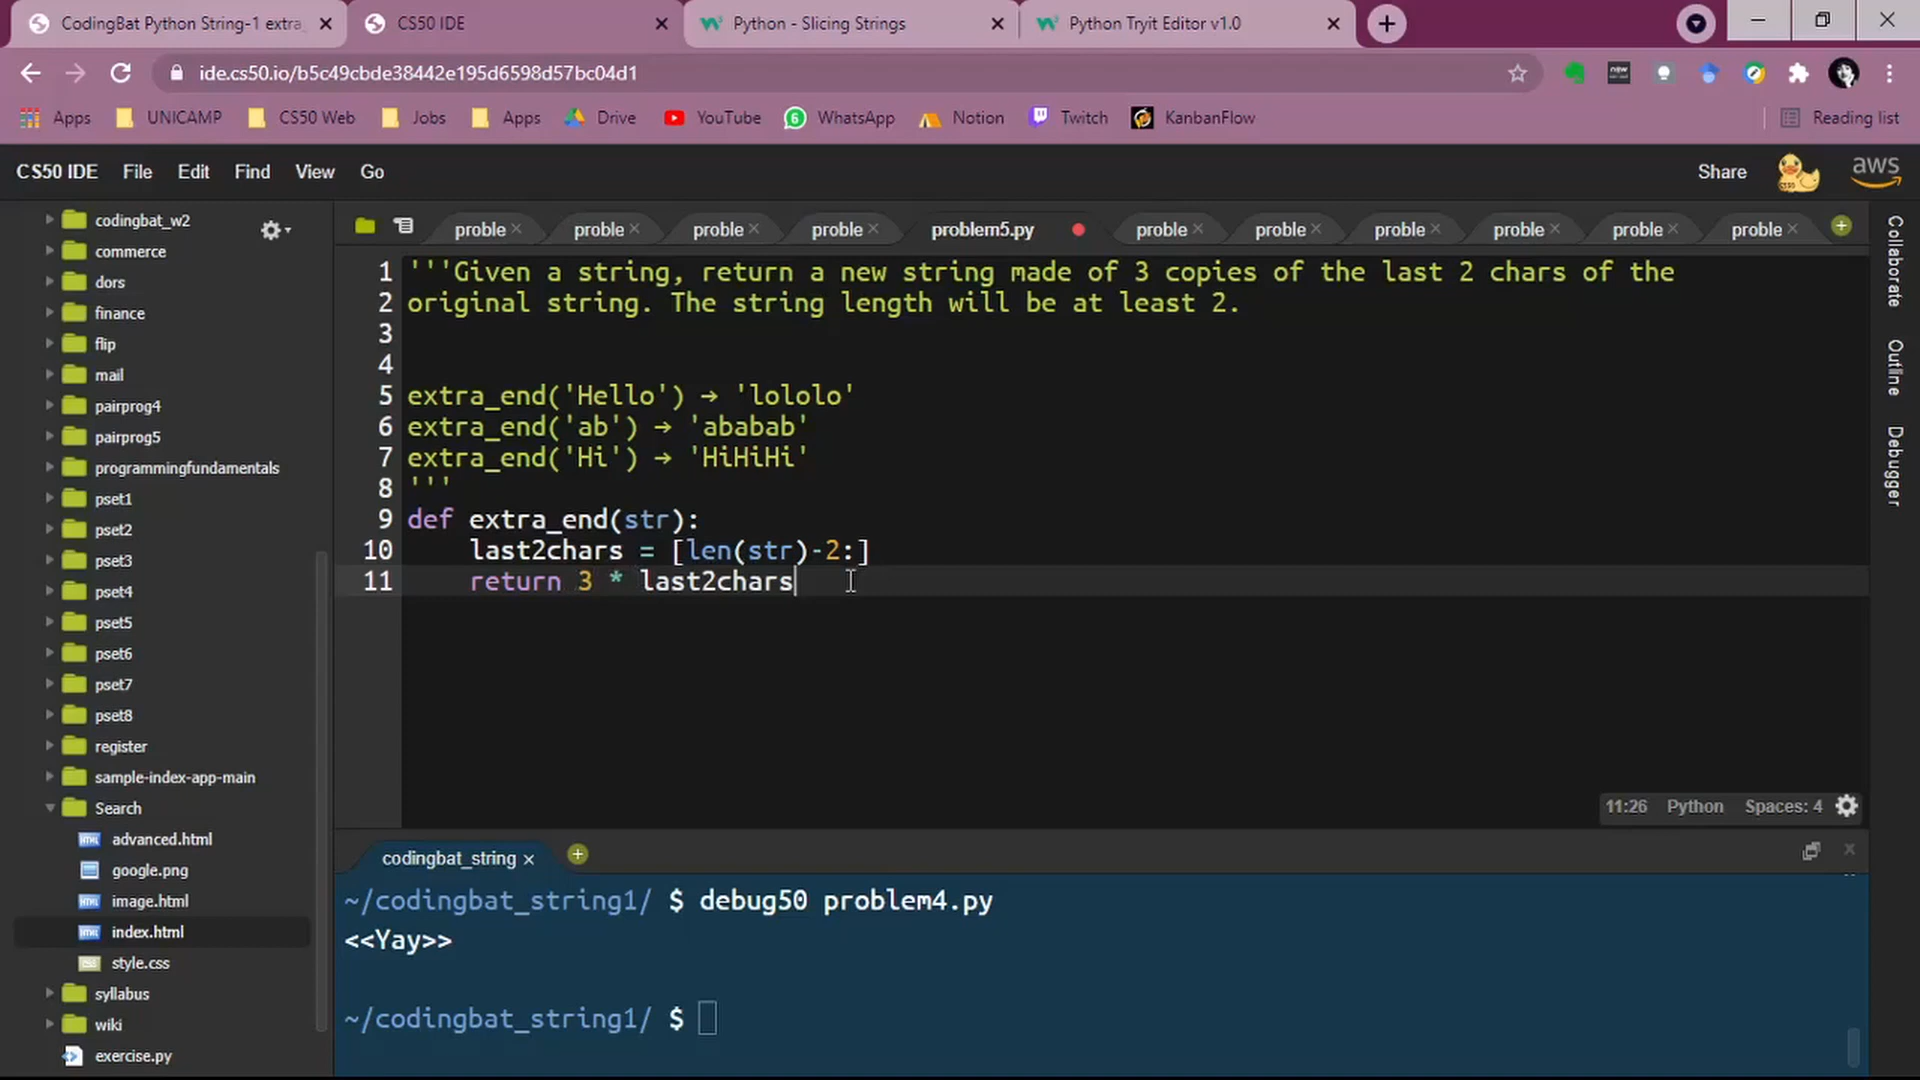 CodingBat Python String-1 extra
CS50 IDE
Python - Slicing Strings
Python Tryit Editor v1.0
ide.cs50.io/b5c49cbde38442e195d6598d57bc04d1
Apps
UNICAMP
CS50 Web
Jobs
Apps
Drive
YouTube
WhatsApp
Notion
Twitch
KanbanFlow
Reading list
CS50 IDE File Edit Find View Go
Share
aws
codingbat_w2
commerce
dors
finance
flip
mail
pairprog4
pairprog5
programmingfundamentals
pset1
pset2
pset3
pset4
pset5
pset6
pset7
pset8
register
sample-index-app-main
Search
advanced.html
google.png
image.html
index.html
style.css
syllabus
wiki
exercise.py
proble
proble
proble
proble
problem5.py
proble
proble
proble
proble
proble
proble
1 '''Given a string, return a new string made of 3 copies of the last 2 chars of the
2 original string. The string length will be at least 2.
3
4
5 extra_end('Hello') → 'lololo'
6 extra_end('ab') → 'ababab'
7 extra_end('Hi') → 'HiHiHi'
8 '''
9 def extra_end(str):
10 last2chars = [len(str)-2:]
11 return 3 * last2chars
11:26 Python Spaces: 4
Collaborate
Outline
Debugger
codingbat_string
~/codingbat_string1/ $ debug50 problem4.py
<<Yay>>
~/codingbat_string1/ $